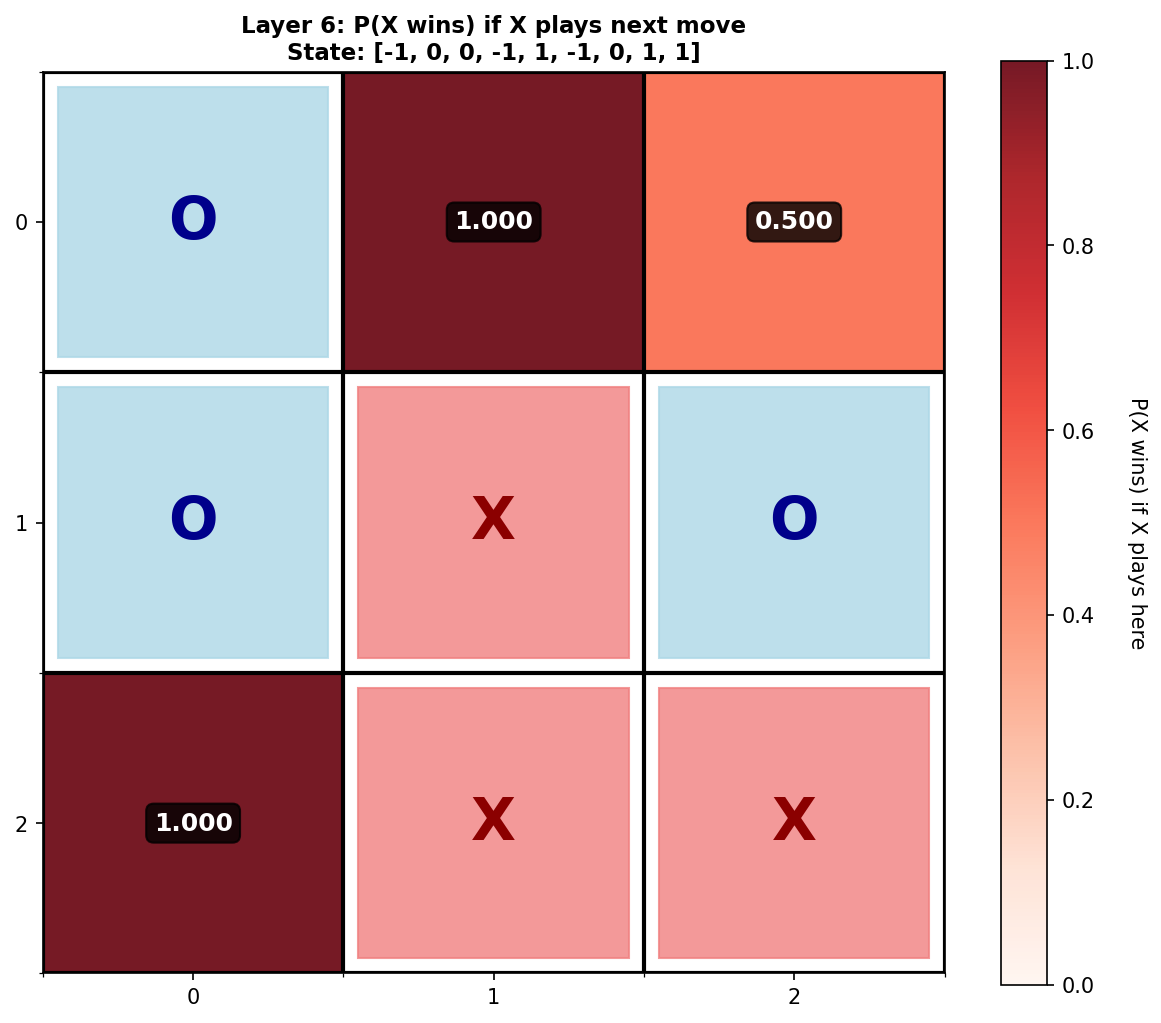 Layer 6: P(X wins) if X plays next move
State: [-1, 0, 0, -1, 1, -1, 0, 1, 1]
0
O
1.000
0.500
1
O
X
O
2
1.000
X
X
0
1
2
1.0
0.8
0.6
0.4
0.2
0.0
P(X wins) if X plays here